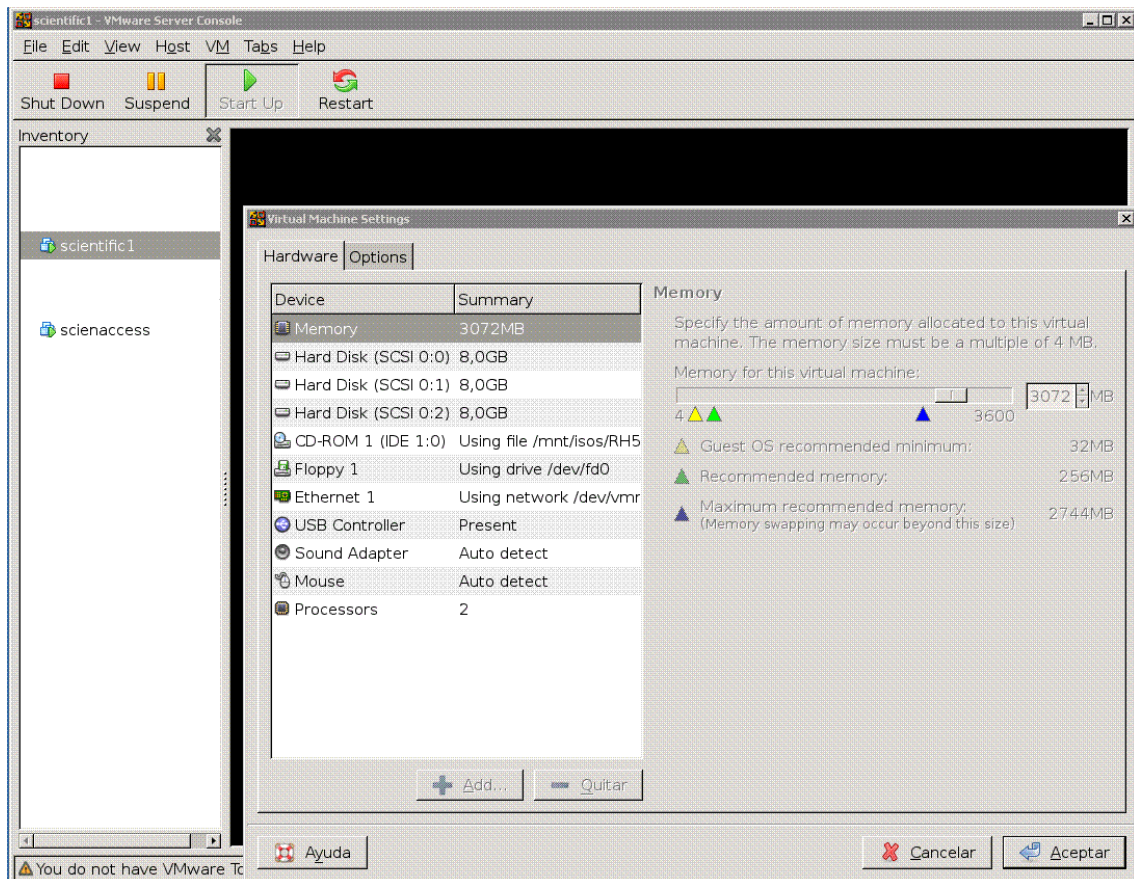 scientific1 - VMware Server Console
File Edit View Host VM Tabs Help
Shut Down Suspend Start Up Restart
Inventory
scientific1
scienaccess
Virtual Machine Settings
Hardware Options
Device Summary
Memory 3072MB
Hard Disk (SCSI 0:0) 8,0GB
Hard Disk (SCSI 0:1) 8,0GB
Hard Disk (SCSI 0:2) 8,0GB
CD-ROM 1 (IDE 1:0) Using file /mnt/isos/RH5
Floppy 1 Using drive /dev/fd0
Ethernet 1 Using network /dev/vmr
USB Controller Present
Sound Adapter Auto detect
Mouse Auto detect
Processors 2
Add... Quitar
Memory
Specify the amount of memory allocated to this virtual
machine. The memory size must be a multiple of 4 MB.
Memory for this virtual machine:
3072 MB
4 3600
Guest OS recommended minimum: 32MB
Recommended memory: 256MB
Maximum recommended memory: 2744MB
(Memory swapping may occur beyond this size)
Ayuda Cancelar Aceptar
You do not have VMware To